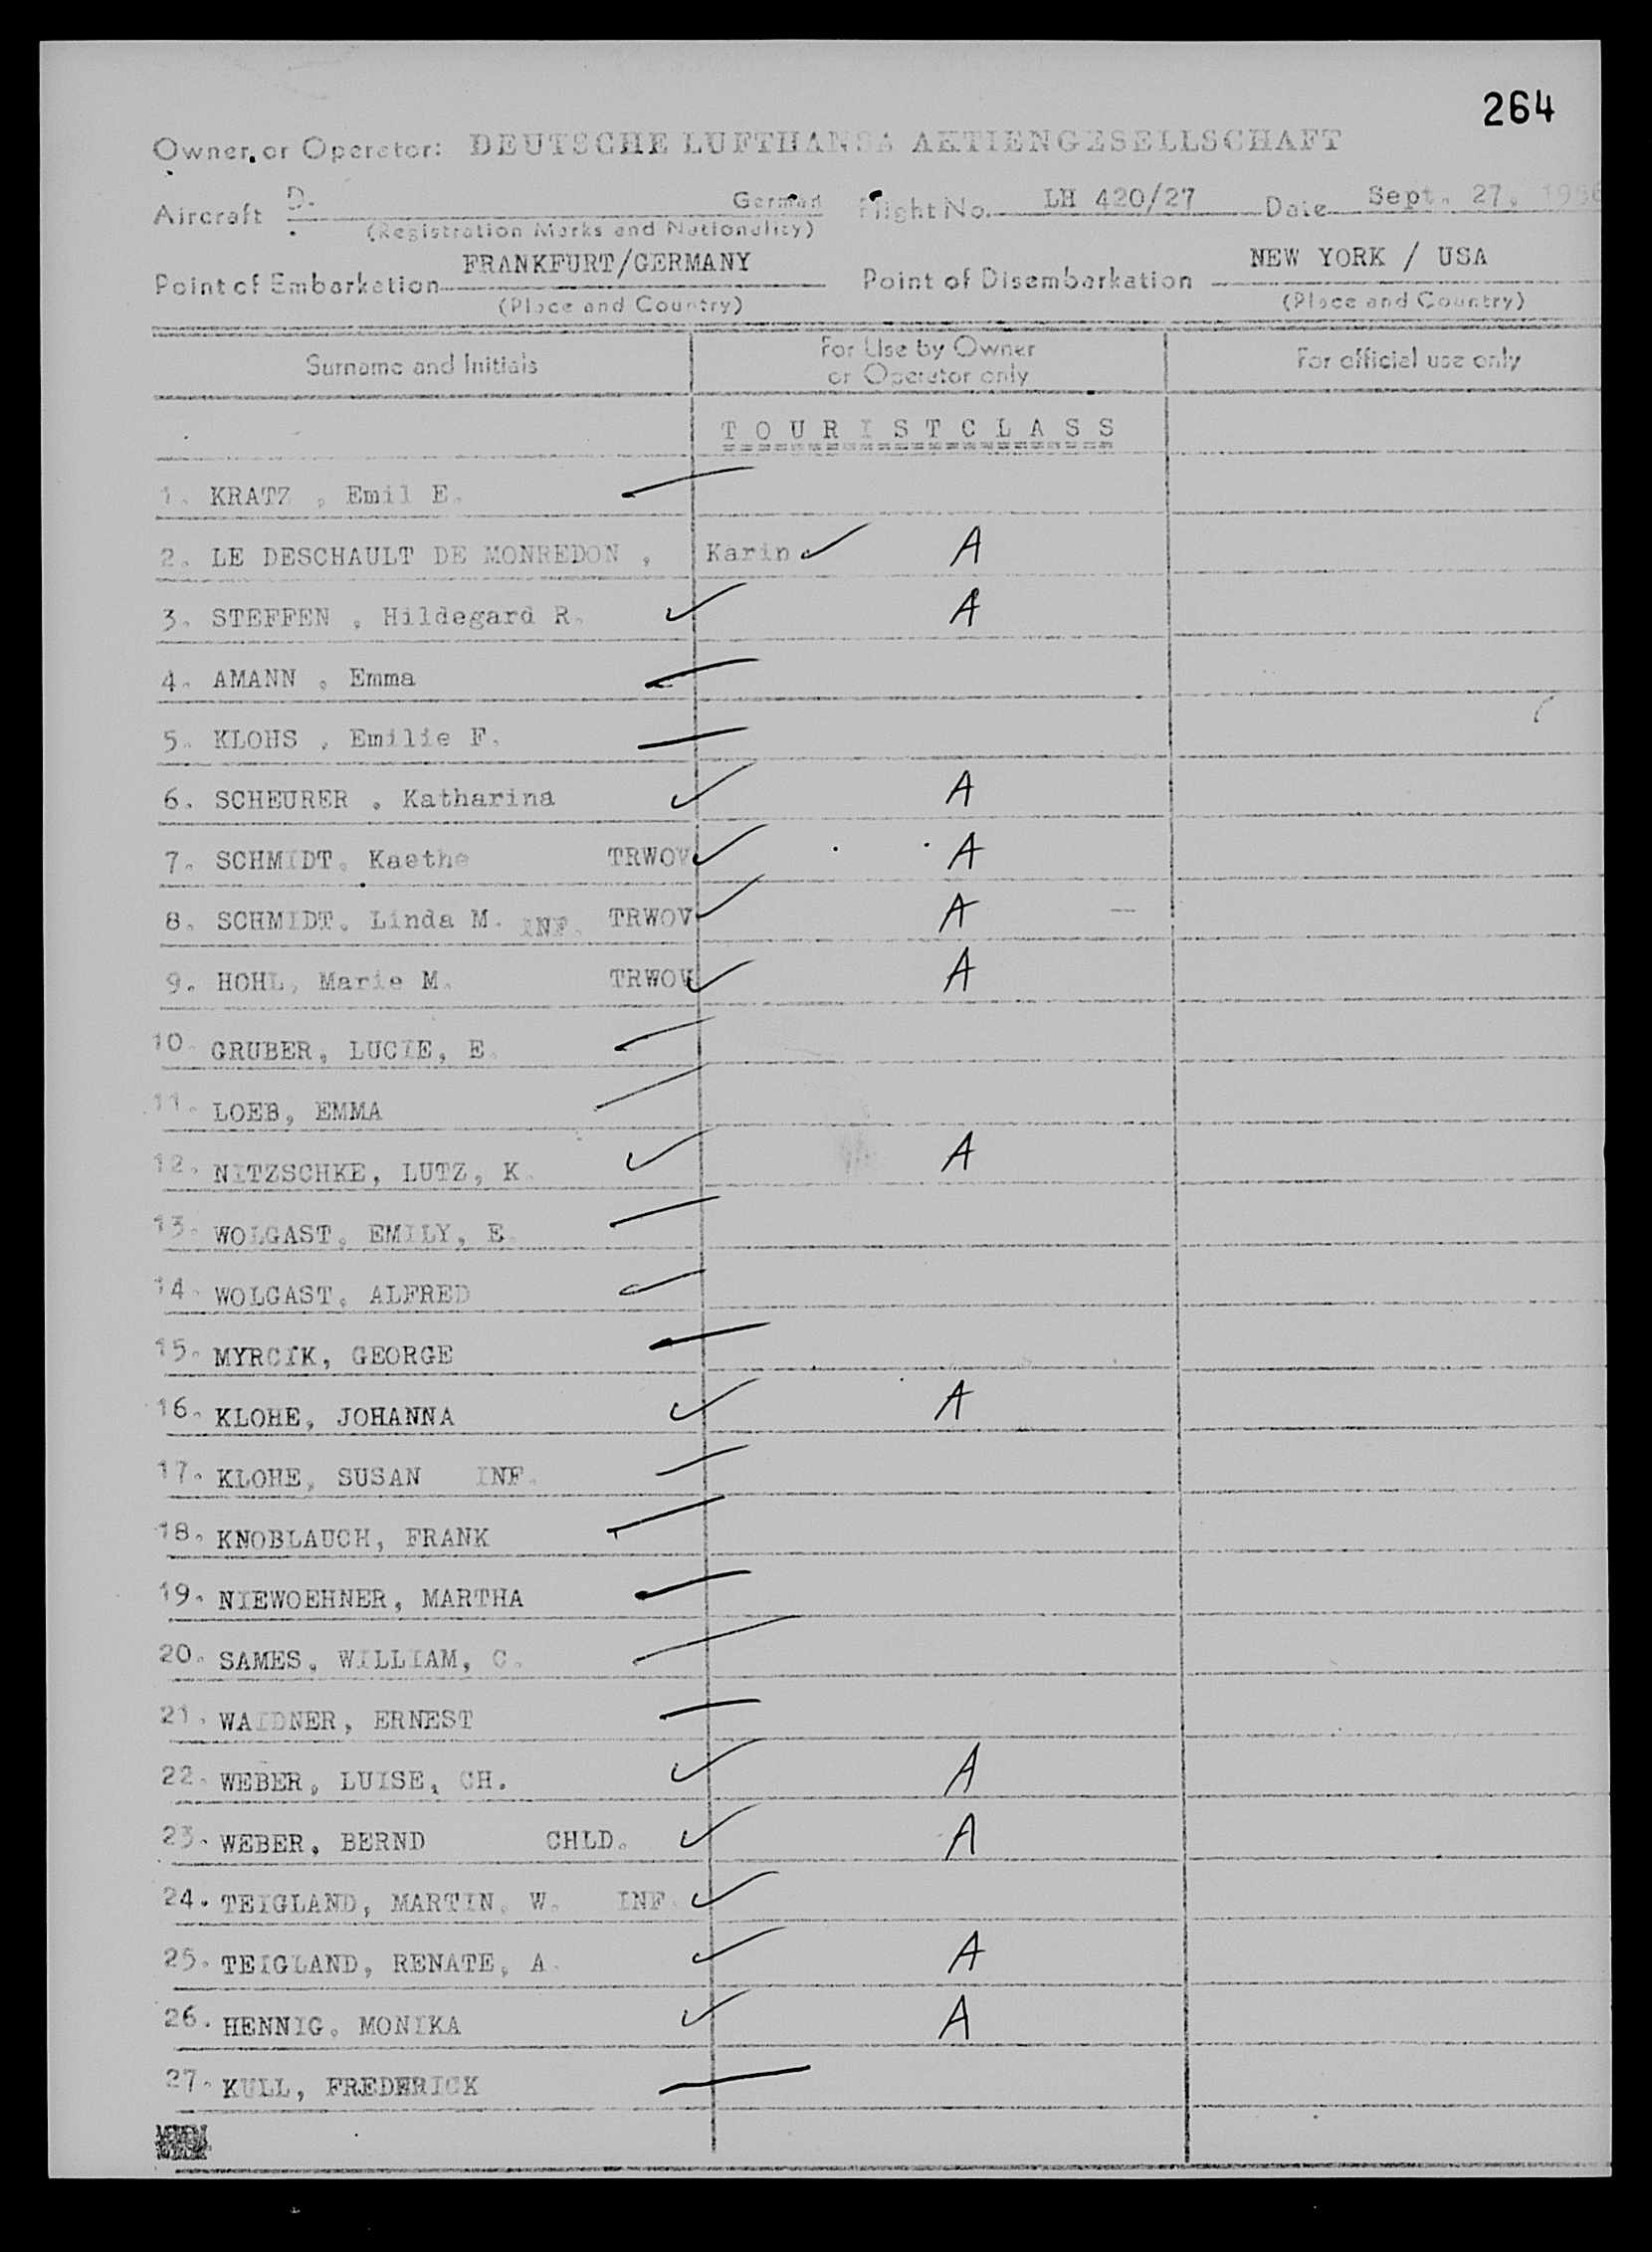 264
Owner or Operator: DEUTSCHE LUFTHANSA AKTIENGESELLSCHAFT
Aircraft D. German Flight No. LH 420/27 Date Sept. 27, 1956
(Registration Marks and Nationality)
Point of Embarkation FRANKFURT/GERMANY Point of Disembarkation NEW YORK / USA
(Place and Country) (Place and Country)
Surname and Initials For Use by Owner or Operator only For official use only
T O U R I S T C L A S S
1. KRATZ , Emil E.
2. LE DESCHAULT DE MONREDON , Karin ✓ A
3. STEFFEN , Hildegard R. ✓ A
4. AMANN , Emma
5. KLOHS , Emilie F.
6. SCHEURER , Katharina ✓ A
7. SCHMIDT, Kaethe TRWOV ✓ A
8. SCHMIDT, Linda M. INF. TRWOV ✓ A
9. HOHL, Marie M. TRWOV ✓ A
10. GRUBER, LUCIE, E.
11. LOEB, EMMA
12. NITZSCHKE, LUTZ, K. ✓ A
13. WOLGAST, EMILY, E.
14. WOLGAST, ALFRED
15. MYRCIK, GEORGE
16. KLOHE, JOHANNA ✓ A
17. KLOHE, SUSAN INF.
18. KNOBLAUCH, FRANK
19. NIEWOEHNER, MARTHA
20. SAMES, WILLIAM, C.
21. WAIDNER, ERNEST
22. WEBER, LUISE, CH. ✓ A
23. WEBER, BERND CHLD. ✓ A
24. TEIGLAND, MARTIN, W. INF. ✓
25. TEIGLAND, RENATE, A. ✓ A
26. HENNIG, MONIKA ✓ A
27. KULL, FREDERICK